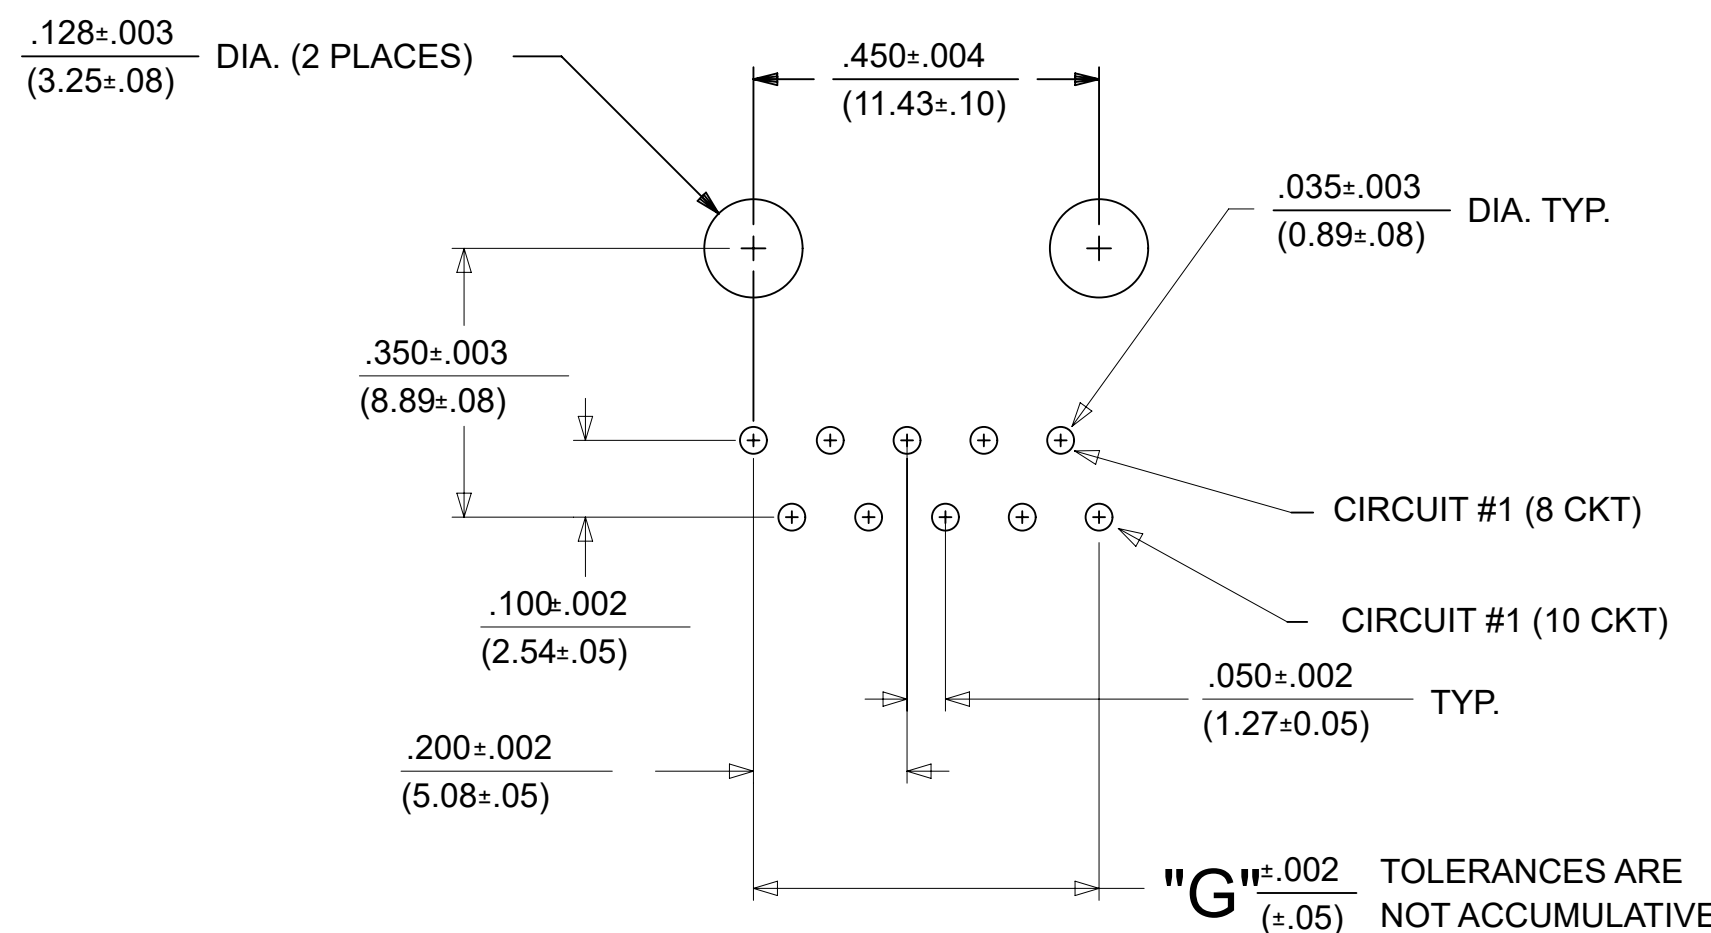 .128±.003
(3.25±.08)
DIA. (2 PLACES)
.450±.004
(11.43±.10)
.035±.003
(0.89±.08)
DIA. TYP.
.350±.003
(8.89±.08)
CIRCUIT #1 (8 CKT)
.100±.002
(2.54±.05)
CIRCUIT #1 (10 CKT)
.050±.002
(1.27±0.05)
TYP.
.200±.002
(5.08±.05)
"G"
±.002
(±.05)
TOLERANCES ARE
NOT ACCUMULATIVE